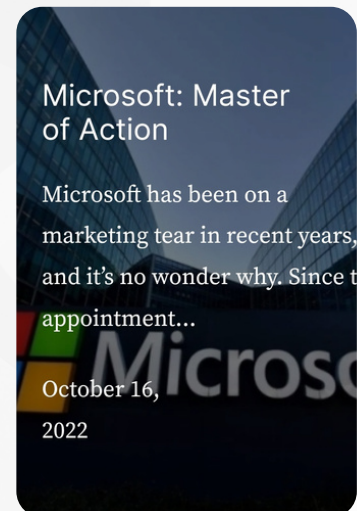 Microsoft: Master
of Action
Microsoft has been on a
marketing tear in recent years,
and it’s no wonder why. Since t
appointment...
Microso
October 16,
2022